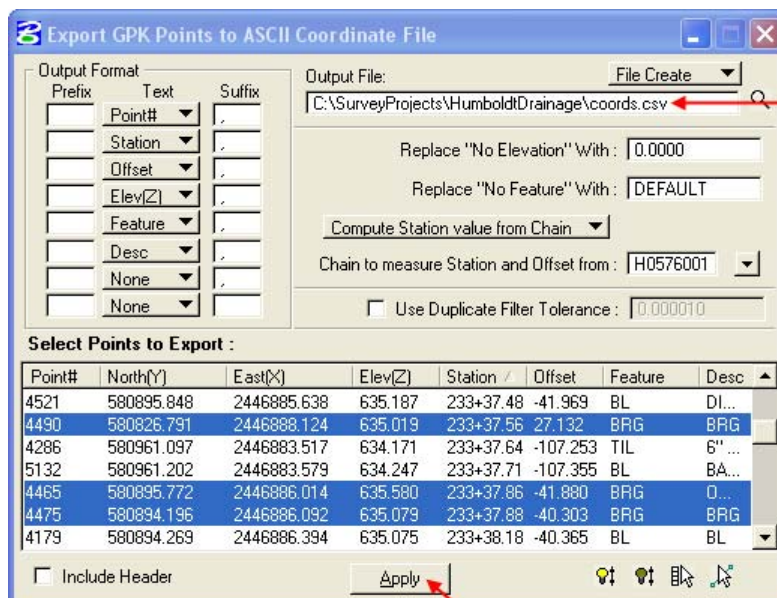 Export GPK Points to ASCII Coordinate File
Output Format
Prefix Text Suffix
Point# ,
Station ,
Offset ,
Elev(Z) ,
Feature ,
Desc ,
None ,
None ,
Output File: File Create
C:\SurveyProjects\HumboldtDrainage\coords.csv
Replace "No Elevation" With : 0.0000
Replace "No Feature" With : DEFAULT
Compute Station value from Chain
Chain to measure Station and Offset from : H0576001
Use Duplicate Filter Tolerance : 0.000010
Select Points to Export :
Point# North(Y) East(X) Elev(Z) Station Offset Feature Desc
4521 580895.848 2446885.638 635.187 233+37.48 -41.969 BL DI...
4490 580826.791 2446888.124 635.019 233+37.56 27.132 BRG BRG
4286 580961.097 2446883.517 634.171 233+37.64 -107.253 TIL 6" ...
5132 580961.202 2446883.579 634.247 233+37.71 -107.355 BL BA...
4465 580895.772 2446886.014 635.580 233+37.86 -41.880 BRG O...
4475 580894.196 2446886.092 635.079 233+37.88 -40.303 BRG BRG
4179 580894.269 2446886.394 635.075 233+38.18 -40.365 BL BL
Include Header Apply